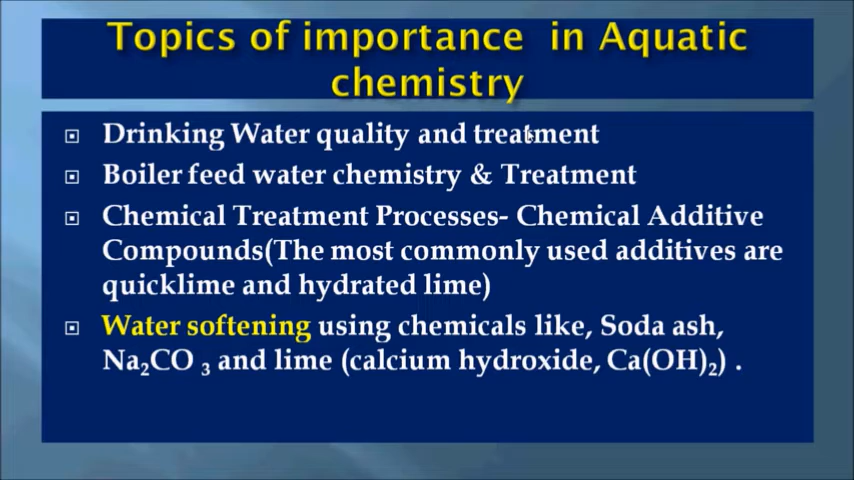 Topics of importance in Aquatic
chemistry
Drinking Water quality and treatment
Boiler feed water chemistry & Treatment
Chemical Treatment Processes- Chemical Additive
Compounds(The most commonly used additives are
quicklime and hydrated lime)
Water softening using chemicals like, Soda ash,
Na₂CO ₃ and lime (calcium hydroxide, Ca(OH)₂) .